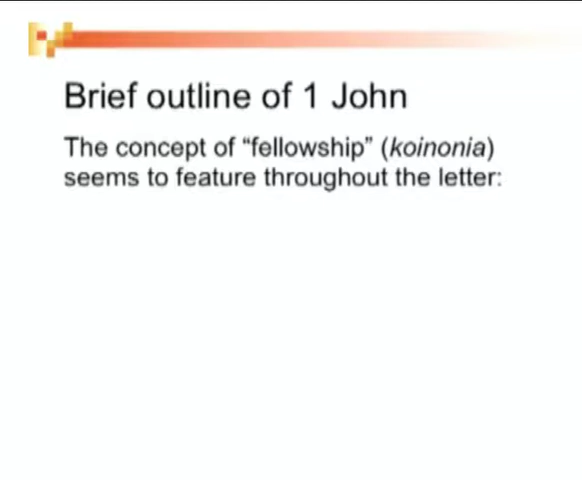 Brief outline of 1 John
The concept of “fellowship” (koinonia)
seems to feature throughout the letter: